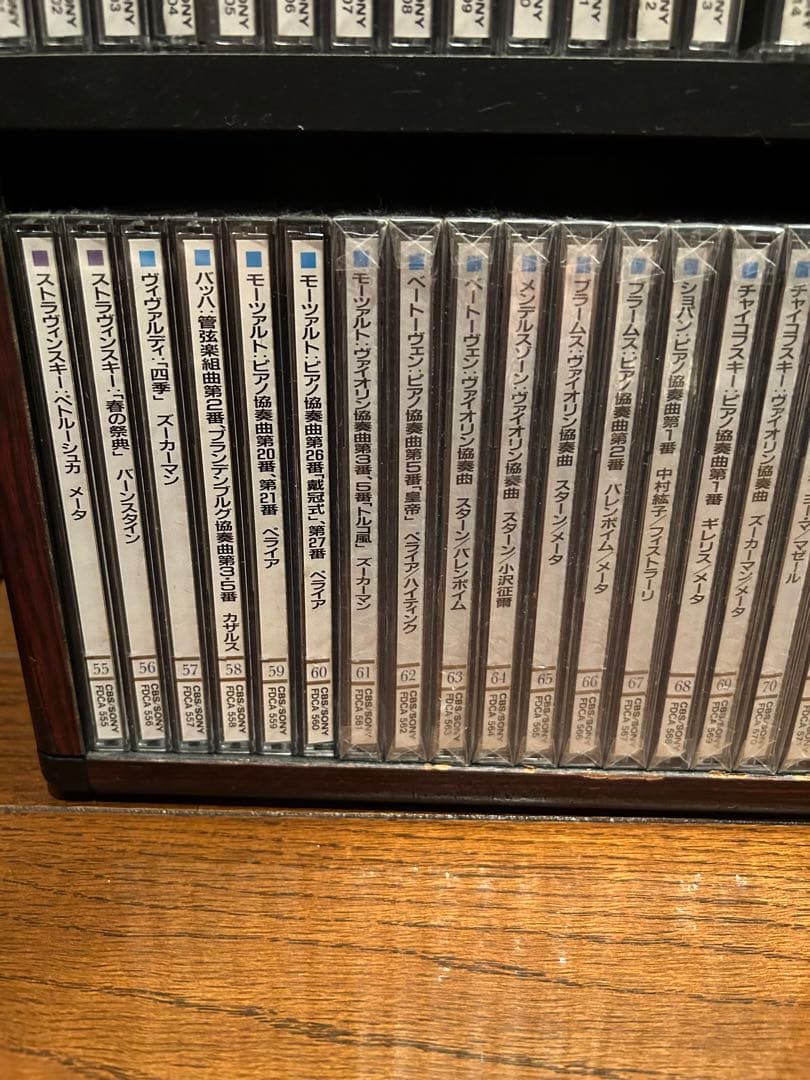 02
03
04
05
06
07
08
09
ストラヴィンスキー:ペトルーシュカ メータ
55
CBS/SONY
FDCA 555
ストラヴィンスキー:「春の祭典」 バーンスタイン
56
CBS/SONY
FDCA 556
ヴィヴァルディ:「四季」 ズーカーマン
57
CBS/SONY
FDCA 557
バッハ:管弦楽組曲第2番、ブランデンブルグ協奏曲第3・5番 カザルス
58
CBS/SONY
FDCA 558
モーツァルト:ピアノ協奏曲第20番、第21番 ペライア
59
CBS/SONY
FDCA 559
モーツァルト:ピアノ協奏曲第26番「戴冠式」、第27番 ペライア
60
CBS/SONY
FDCA 560
モーツァルト:ヴァイオリン協奏曲第3番、5番「トルコ風」 ズーカーマン
61
CBS/SONY
FDCA 561
ベートーヴェン:ピアノ協奏曲第5番「皇帝」 ペライア/ハイティンク
62
CBS/SONY
FDCA 562
ベートーヴェン:ヴァイオリン協奏曲 スターン/バレンボイム
63
CBS/SONY
FDCA 563
メンデルスゾーン:ヴァイオリン協奏曲 スターン/小沢征爾
64
CBS/SONY
FDCA 564
ブラームス:ヴァイオリン協奏曲 スターン/メータ
65
CBS/SONY
FDCA 565
ブラームス:ピアノ協奏曲第2番 バレンボイム/メータ
66
CBS/SONY
FDCA 566
ショパン:ピアノ協奏曲第1番 中村紘子/フィストラーリ
67
CBS/SONY
FDCA 567
チャイコフスキー:ピアノ協奏曲第1番 ギレリス/メータ
68
CBS/SONY
FDCA 568
チャイコフスキー:ヴァイオリン協奏曲 ズーカーマン/メータ
69
CBS/SONY
FDCA 569
マゼール
70
CBS/SONY
FDCA 570